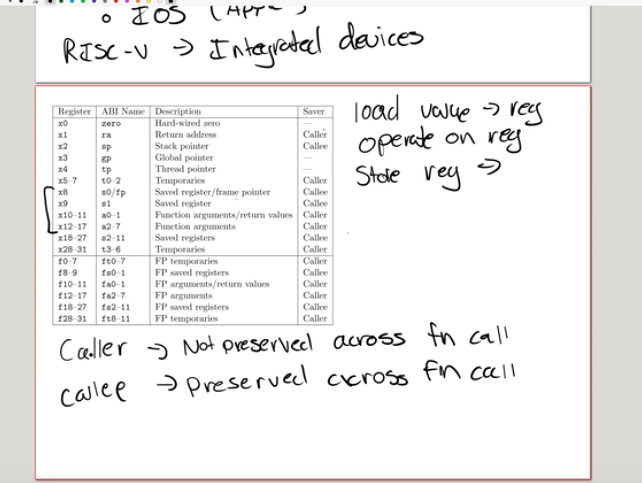 IOS (Apple)
RISC-V → Integrated devices
Register ABI Name Description Saver
x0 zero Hard-wired zero —
x1 ra Return address Caller
x2 sp Stack pointer Callee
x3 gp Global pointer —
x4 tp Thread pointer —
x5-7 t0-2 Temporaries Caller
x8 s0/fp Saved register/frame pointer Callee
x9 s1 Saved register Callee
x10-11 a0-1 Function arguments/return values Caller
x12-17 a2-7 Function arguments Caller
x18-27 s2-11 Saved registers Callee
x28-31 t3-6 Temporaries Caller
f0-7 ft0-7 FP temporaries Caller
f8-9 fs0-1 FP saved registers Callee
f10-11 fa0-1 FP arguments/return values Caller
f12-17 fa2-7 FP arguments Caller
f18-27 fs2-11 FP saved registers Callee
f28-31 ft8-11 FP temporaries Caller
load value → reg
operate on reg
Store reg →
Caller → Not preserved across fn call
callee → preserved across fn call